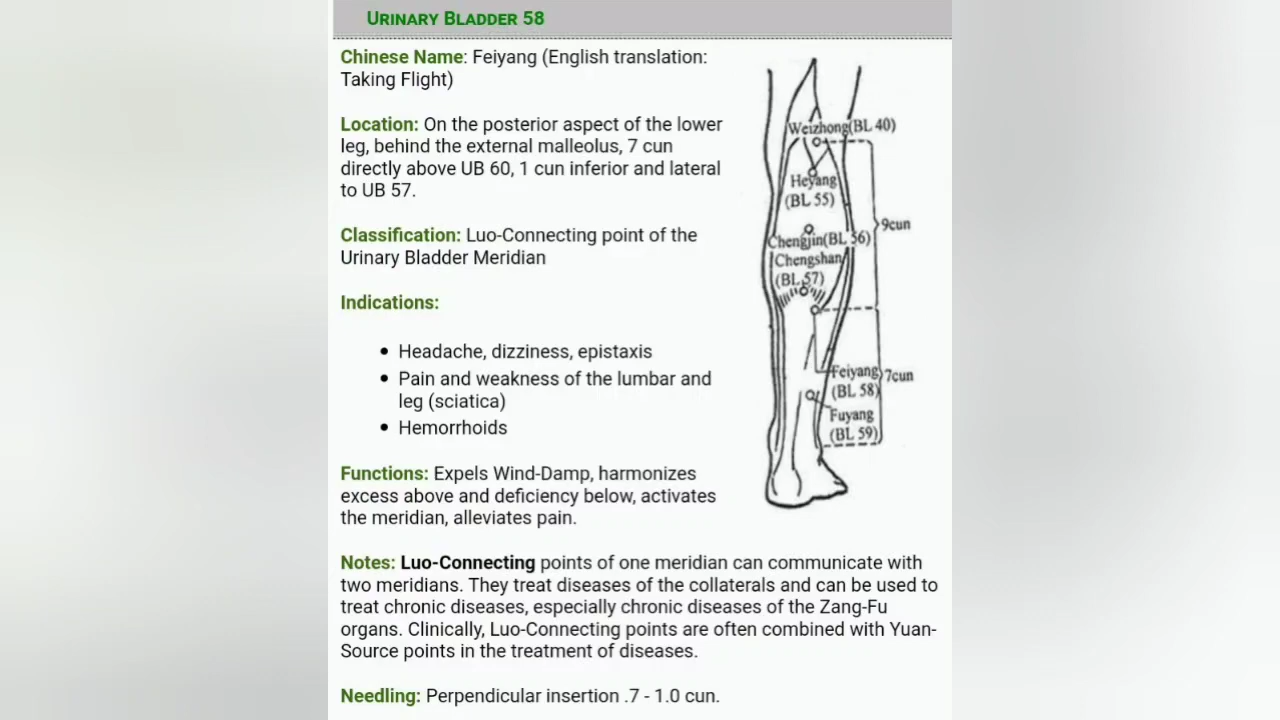 URINARY BLADDER 58
Chinese Name: Feiyang (English translation:
Taking Flight)
Location: On the posterior aspect of the lower
leg, behind the external malleolus, 7 cun
directly above UB 60, 1 cun inferior and lateral
to UB 57.
Classification: Luo-Connecting point of the
Urinary Bladder Meridian
Indications:
• Headache, dizziness, epistaxis
• Pain and weakness of the lumbar and
leg (sciatica)
• Hemorrhoids
Functions: Expels Wind-Damp, harmonizes
excess above and deficiency below, activates
the meridian, alleviates pain.
Weizhong(BL 40)
Heyang
(BL 55)
9cun
Chengjin(BL 56)
Chengshan
(BL 57)
Feiyang
7cun
(BL 58)
Fuyang
(BL 59)
Notes: Luo-Connecting points of one meridian can communicate with
two meridians. They treat diseases of the collaterals and can be used to
treat chronic diseases, especially chronic diseases of the Zang-Fu
organs. Clinically, Luo-Connecting points are often combined with Yuan-
Source points in the treatment of diseases.
Needling: Perpendicular insertion .7 - 1.0 cun.